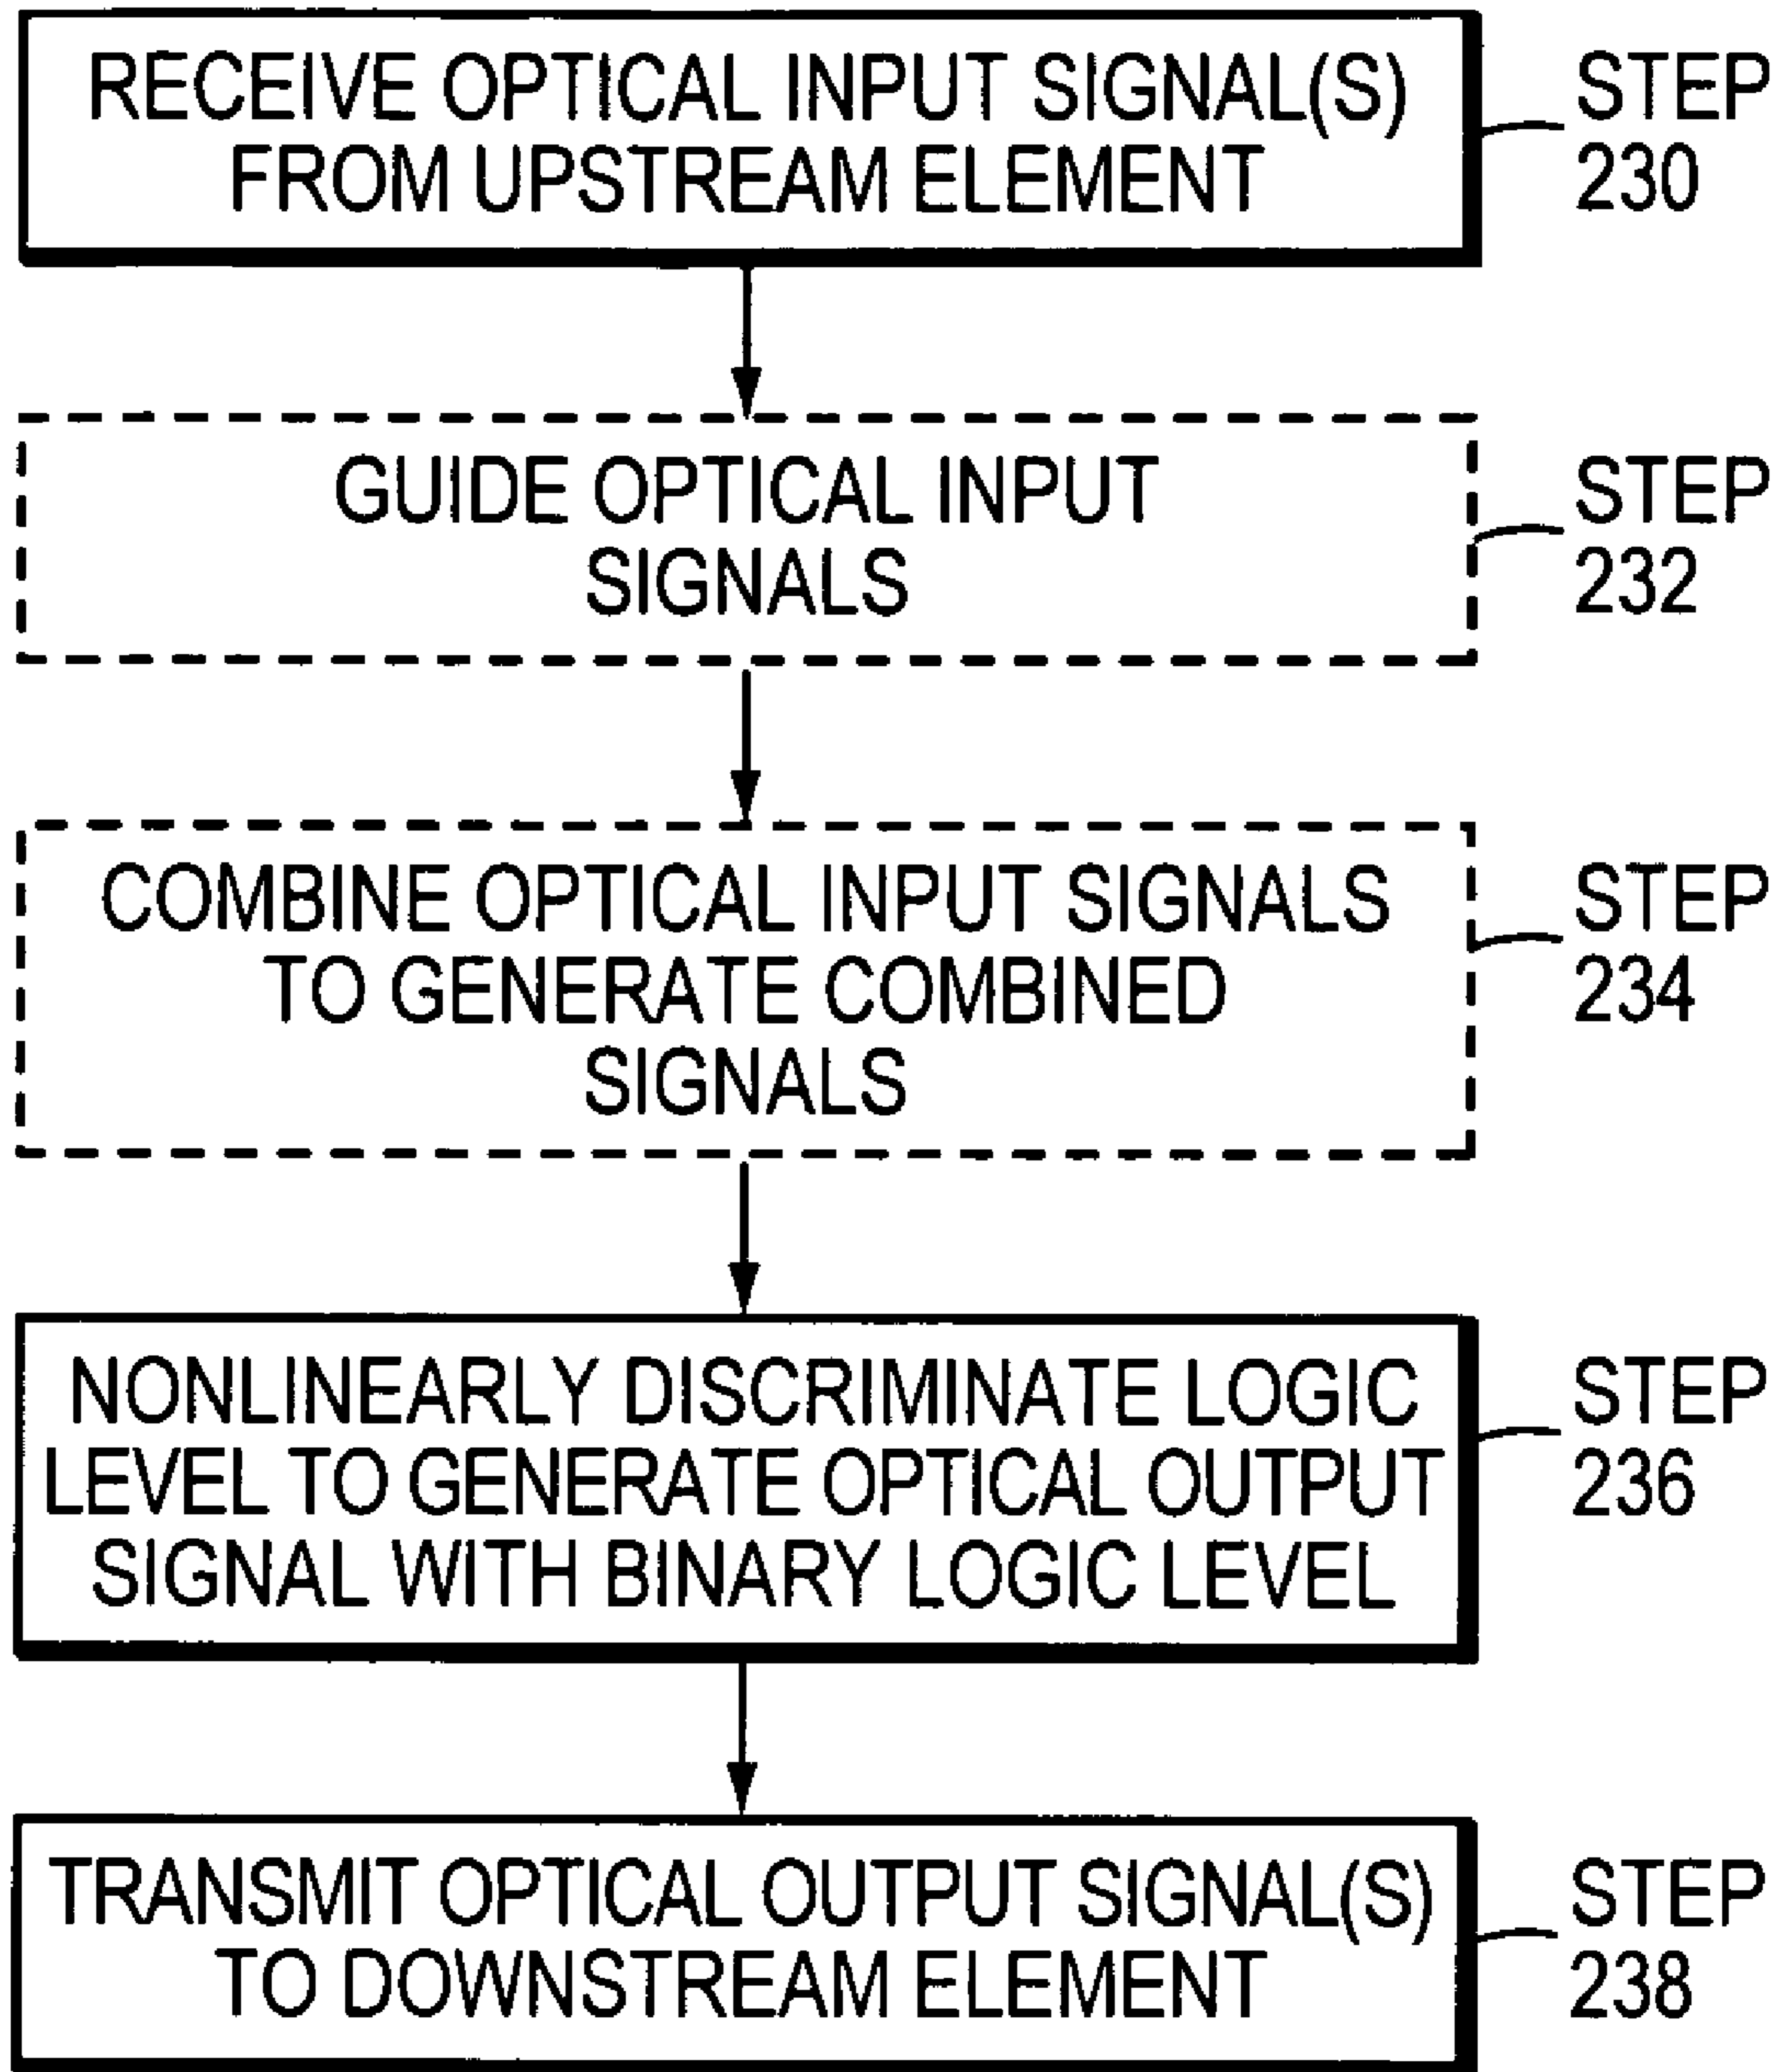 RECEIVE OPTICAL INPUT SIGNAL(S)
FROM UPSTREAM ELEMENT
STEP
230
GUIDE OPTICAL INPUT
SIGNALS
STEP
232
COMBINE OPTICAL INPUT SIGNALS
TO GENERATE COMBINED
SIGNALS
STEP
234
NONLINEARLY DISCRIMINATE LOGIC
LEVEL TO GENERATE OPTICAL OUTPUT
SIGNAL WITH BINARY LOGIC LEVEL
STEP
236
TRANSMIT OPTICAL OUTPUT SIGNAL(S)
TO DOWNSTREAM ELEMENT
STEP
238